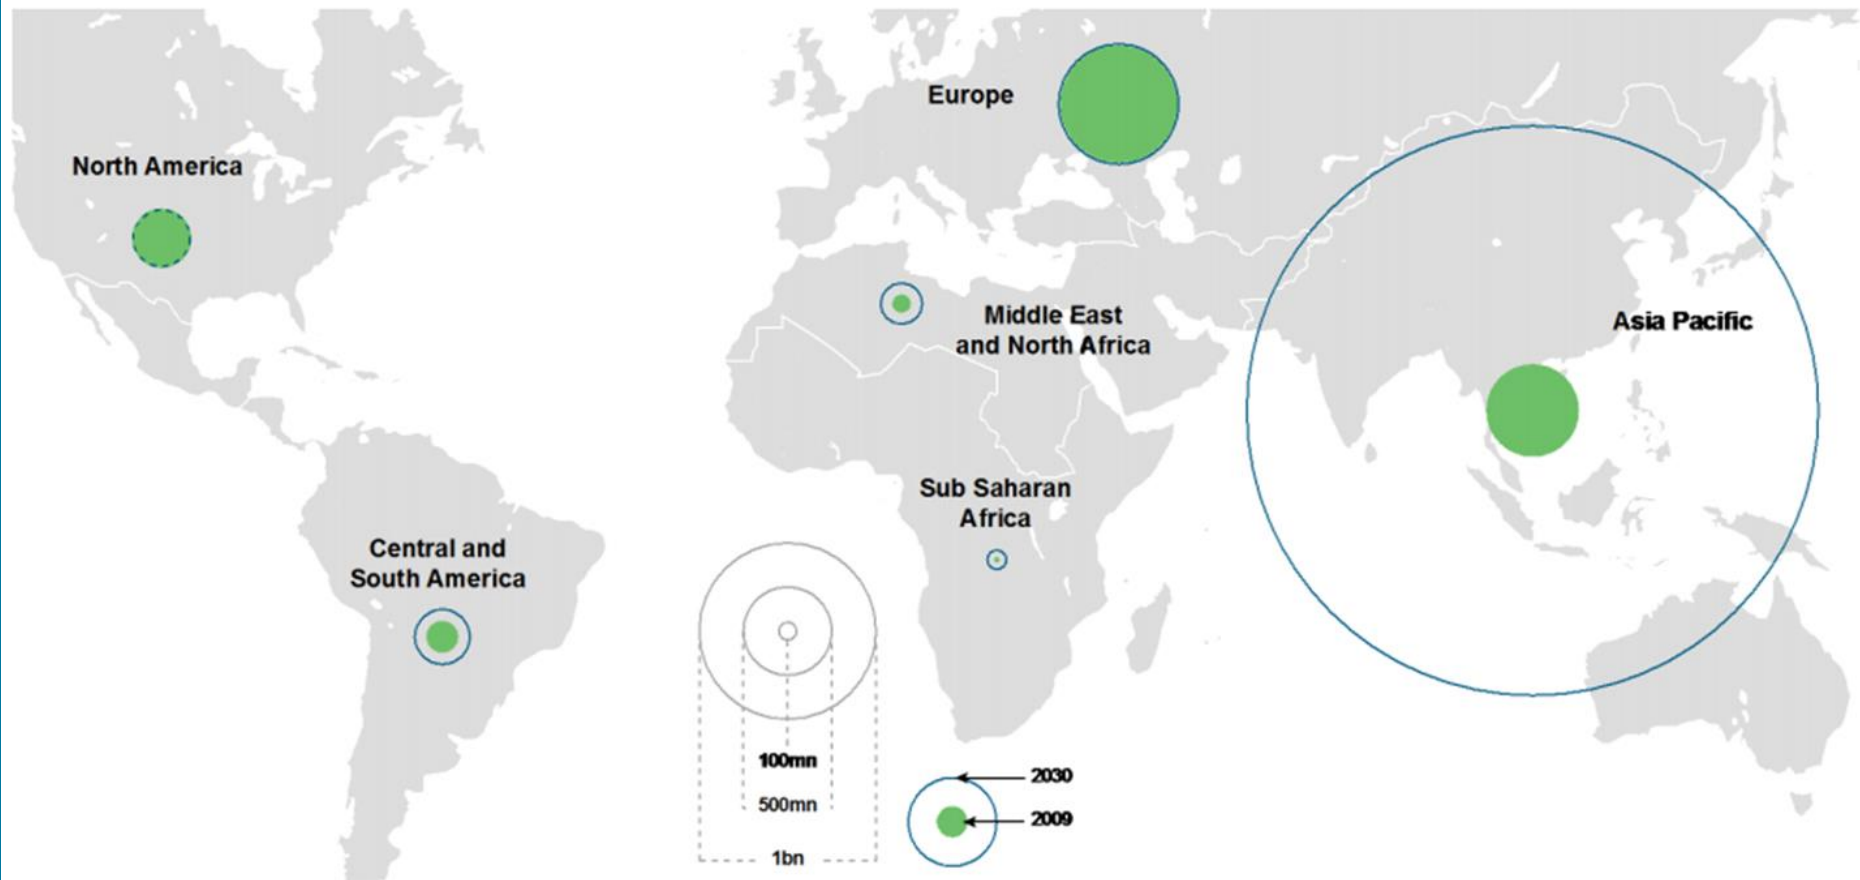 North America
Europe
Middle East
and North Africa
Asia Pacific
Sub Saharan
Africa
Central and
South America
100mn
500mn
1bn
2030
2009